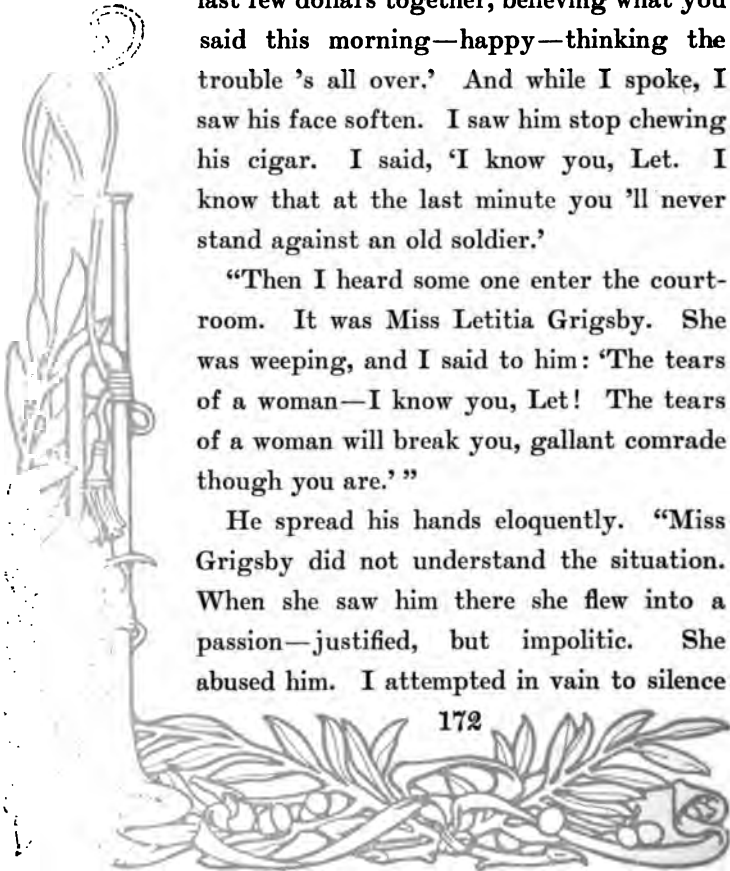 last few dollars together, believing what you
said this morning—happy—thinking the
trouble 's all over.’ And while I spoke, I
saw his face soften. I saw him stop chewing
his cigar. I said, ‘I know you, Let. I
know that at the last minute you 'll never
stand against an old soldier.’
“Then I heard some one enter the court-
room. It was Miss Letitia Grigsby. She
was weeping, and I said to him: ‘The tears
of a woman—I know you, Let! The tears
of a woman will break you, gallant comrade
though you are.’ ”
He spread his hands eloquently. “Miss
Grigsby did not understand the situation.
When she saw him there she flew into a
passion—justified, but impolitic. She
abused him. I attempted in vain to silence
172